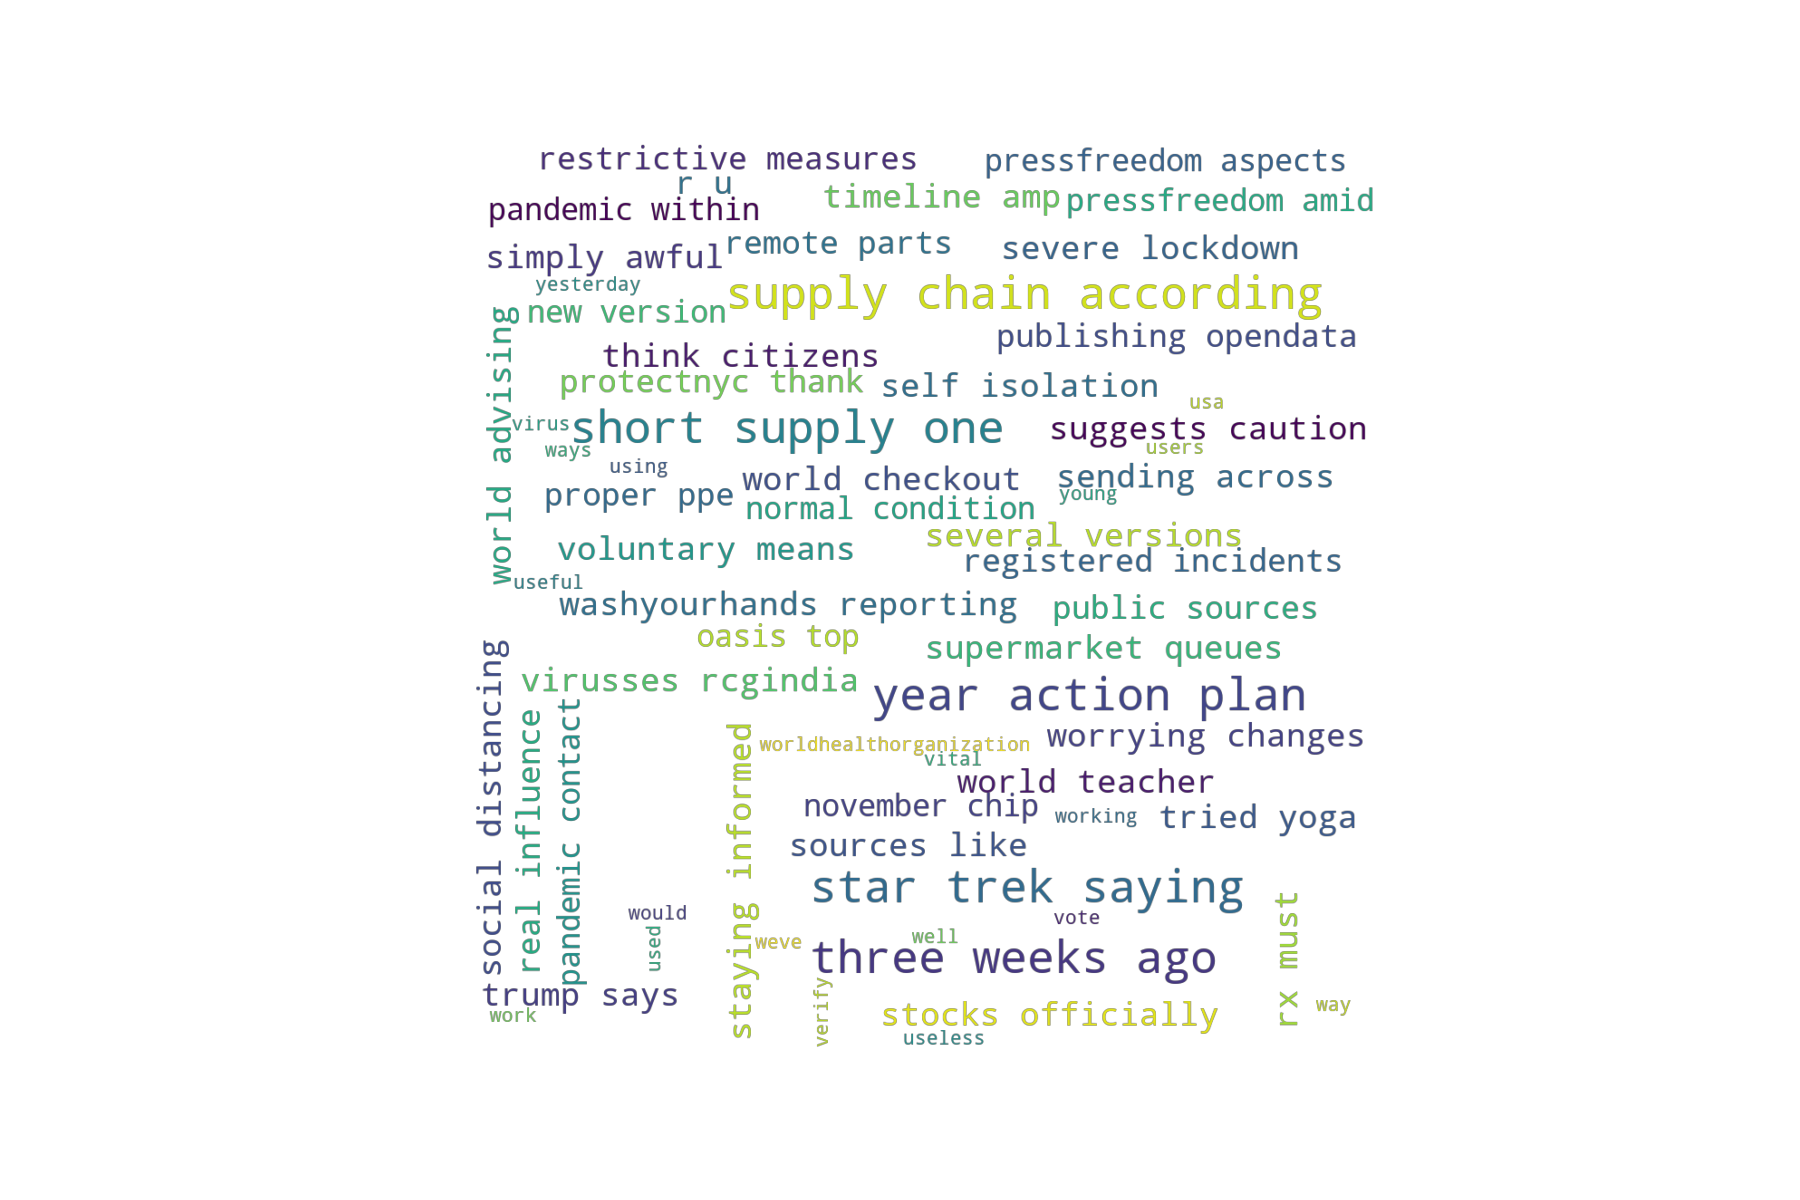 restrictive measures
pressfreedom aspects
r u
timeline amp
pressfreedom amid
pandemic within
remote parts
severe lockdown
simply awful
yesterday
supply chain according
new version
publishing opendata
think citizens
protectnyc thank
self isolation
world advising
usa
virus
short supply one
suggests caution
ways
users
using
world checkout
sending across
proper ppe
young
normal condition
several versions
voluntary means
registered incidents
useful
washyourhands reporting
public sources
oasis top
supermarket queues
virusses rcgindia
year action plan
social distancing
real influence
pandemic contact
staying informed
worldhealthorganization
worrying changes
vital
world teacher
november chip
working
tried yoga
sources like
star trek saying
would
vote
used
weve
well
three weeks ago
rx must
trump says
verify
work
stocks officially
way
useless